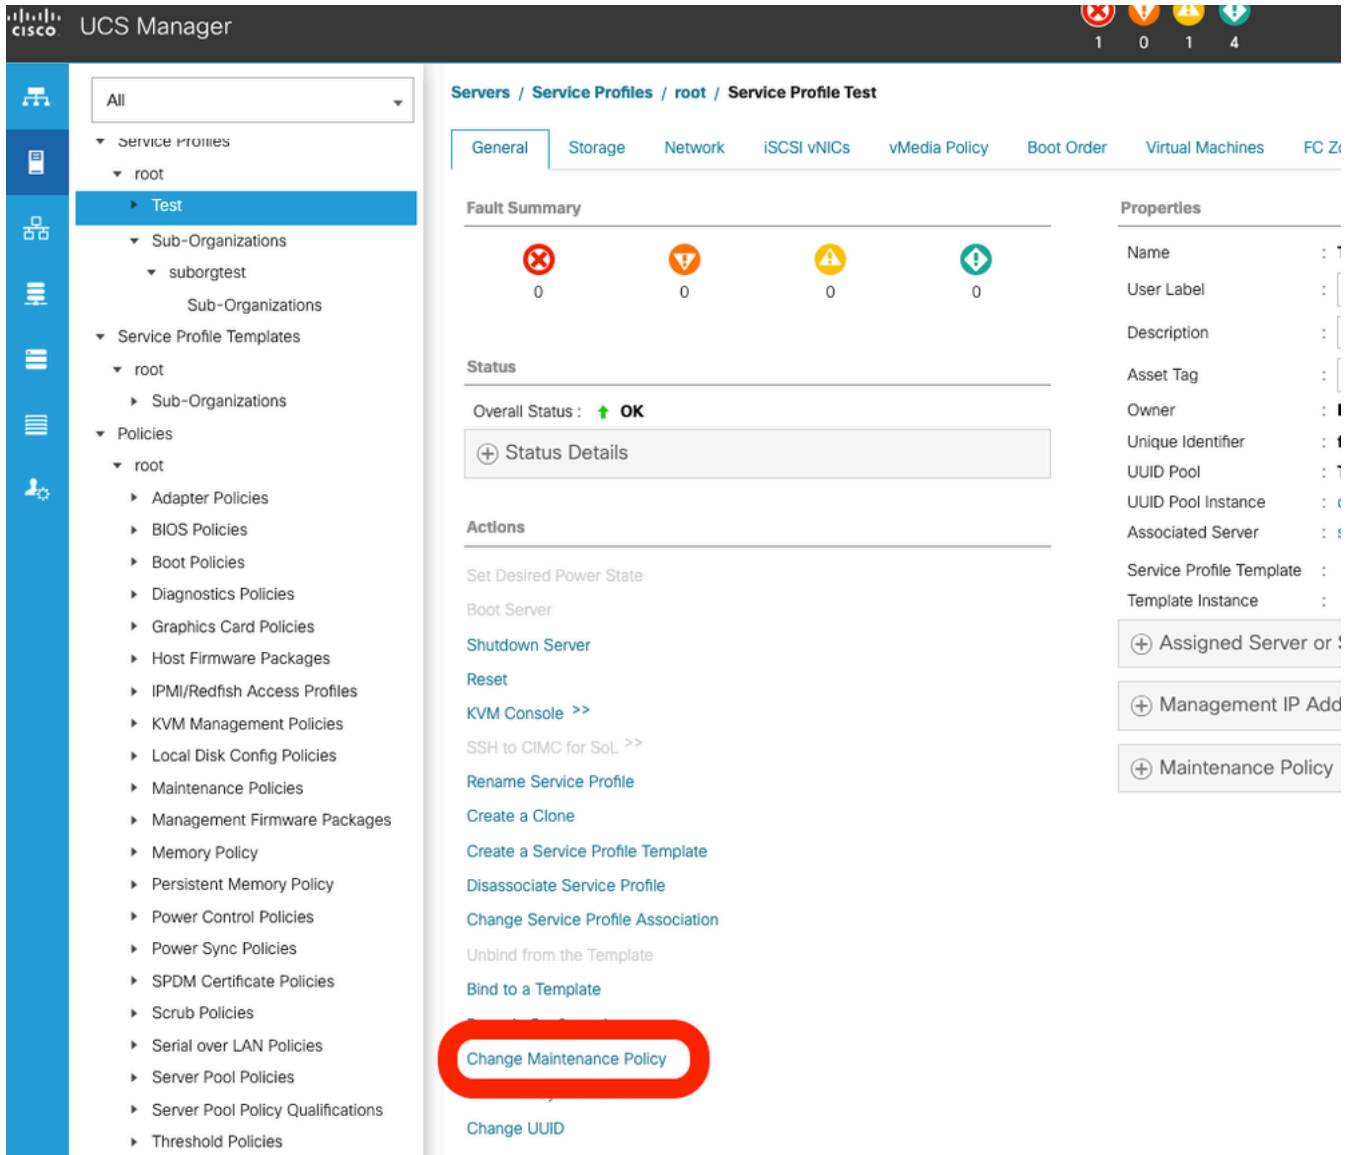 cisco UCS Manager
1 0 1 4
All
Service Profiles
root
Test
Sub-Organizations
suborgtest
Sub-Organizations
Service Profile Templates
root
Sub-Organizations
Policies
root
Adapter Policies
BIOS Policies
Boot Policies
Diagnostics Policies
Graphics Card Policies
Host Firmware Packages
IPMI/Redfish Access Profiles
KVM Management Policies
Local Disk Config Policies
Maintenance Policies
Management Firmware Packages
Memory Policy
Persistent Memory Policy
Power Control Policies
Power Sync Policies
SPDM Certificate Policies
Scrub Policies
Serial over LAN Policies
Server Pool Policies
Server Pool Policy Qualifications
Threshold Policies
Servers / Service Profiles / root / Service Profile Test
General Storage Network iSCSI vNICs vMedia Policy Boot Order Virtual Machines FC
Fault Summary
0 0 0 0
Status
Overall Status : OK
Status Details
Actions
Set Desired Power State
Boot Server
Shutdown Server
Reset
KVM Console >>
SSH to CIMC for SoL >>
Rename Service Profile
Create a Clone
Create a Service Profile Template
Disassociate Service Profile
Change Service Profile Association
Unbind from the Template
Bind to a Template
Change Maintenance Policy
Change UUID
Properties
Name :
User Label :
Description :
Asset Tag :
Owner :
Unique Identifier :
UUID Pool :
UUID Pool Instance :
Associated Server :
Service Profile Template :
Template Instance :
Assigned Server or
Management IP Add
Maintenance Policy